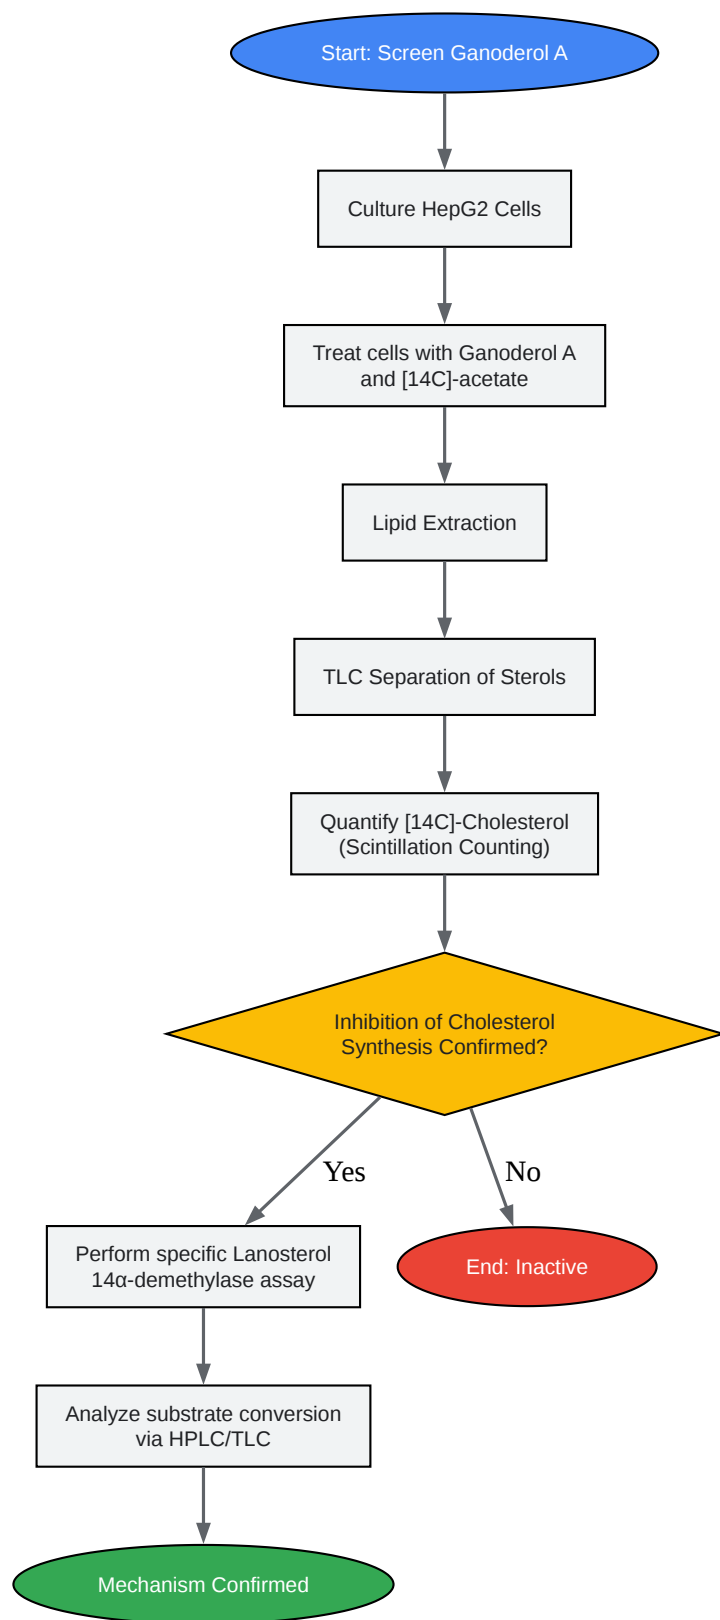 Start: Screen Ganoderol A
Culture HepG2 Cells
Treat cells with Ganoderol A
and [14C]-acetate
Lipid Extraction
TLC Separation of Sterols
Quantify [14C]-Cholesterol
(Scintillation Counting)
Inhibition of Cholesterol
Synthesis Confirmed?
Yes
No
Perform specific Lanosterol
14α-demethylase assay
End: Inactive
Analyze substrate conversion
via HPLC/TLC
Mechanism Confirmed